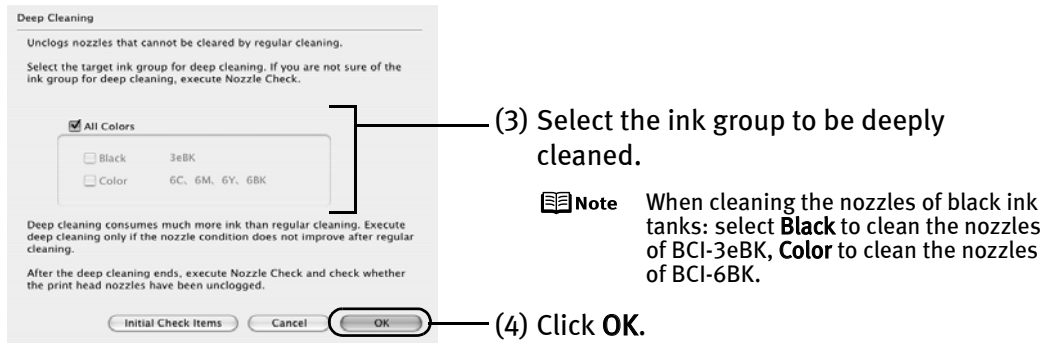 Deep Cleaning
Unclogs nozzles that cannot be cleared by regular cleaning.
Select the target ink group for deep cleaning. If you are not sure of the
ink group for deep cleaning, execute Nozzle Check.
All Colors
Black 3eBK
Color 6C、6M、6Y、6BK
Deep cleaning consumes much more ink than regular cleaning. Execute
deep cleaning only if the nozzle condition does not improve after regular
cleaning.
After the deep cleaning ends, execute Nozzle Check and check whether
the print head nozzles have been unclogged.
Initial Check Items Cancel OK
(3) Select the ink group to be deeply
cleaned.
Note When cleaning the nozzles of black ink
tanks: select Black to clean the nozzles
of BCI-3eBK, Color to clean the nozzles
of BCI-6BK.
(4) Click OK.